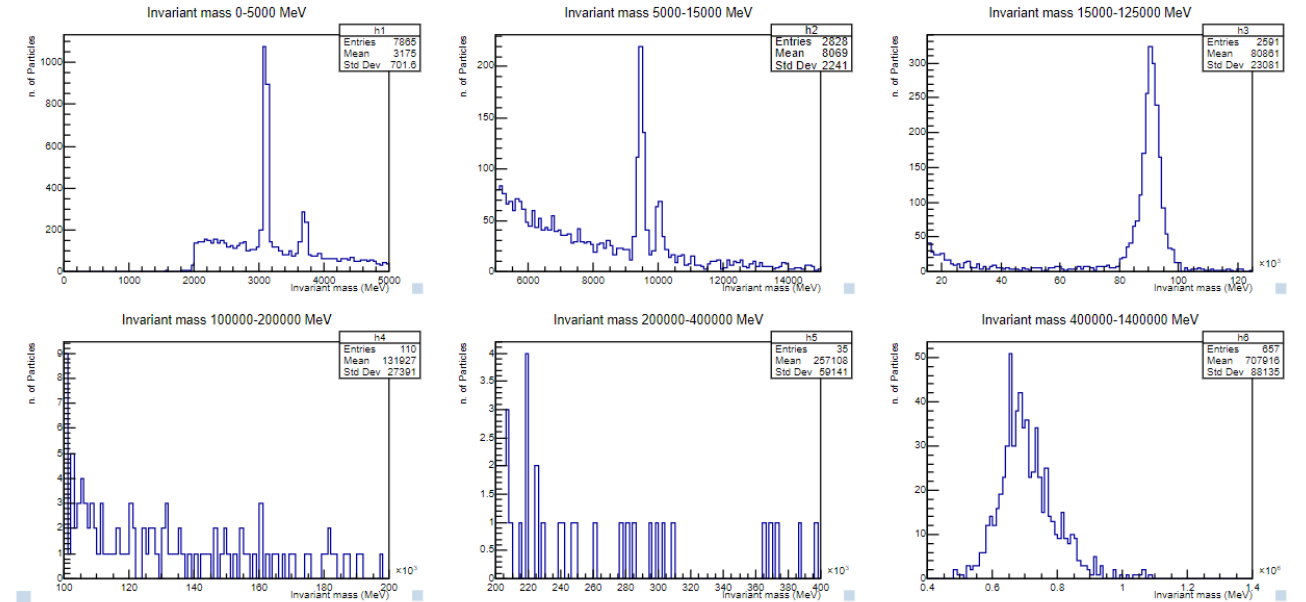 Invariant mass 0-5000 MeV
h1
Entries 7865
Mean 3175
Std Dev 701.6
n. of Particles
1000
800
600
400
200
0
0 1000 2000 3000 4000 5000
Invariant mass (MeV)
Invariant mass 5000-15000 MeV
h2
Entries 2828
Mean 8069
Std Dev 2241
n. of Particles
200
150
100
50
0
6000 8000 10000 12000 14000
Invariant mass (MeV)
Invariant mass 15000-125000 MeV
h3
Entries 2591
Mean 80861
Std Dev 23081
n. of Particles
300
250
200
150
100
50
0
20 40 60 80 100 120
×10³
Invariant mass (MeV)
Invariant mass 100000-200000 MeV
h4
Entries 110
Mean 131927
Std Dev 27391
n. of Particles
9
8
7
6
5
4
3
2
1
0
100 120 140 160 180 200
×10³
Invariant mass (MeV)
Invariant mass 200000-400000 MeV
h5
Entries 35
Mean 257108
Std Dev 59141
n. of Particles
4
3.5
3
2.5
2
1.5
1
0.5
0
200 220 240 260 280 300 320 340 360 380 400
×10³
Invariant mass (MeV)
Invariant mass 400000-1400000 MeV
h6
Entries 657
Mean 707916
Std Dev 88135
n. of Particles
50
40
30
20
10
0
0.4 0.6 0.8 1 1.2 1.4
×10⁶
Invariant mass (MeV)